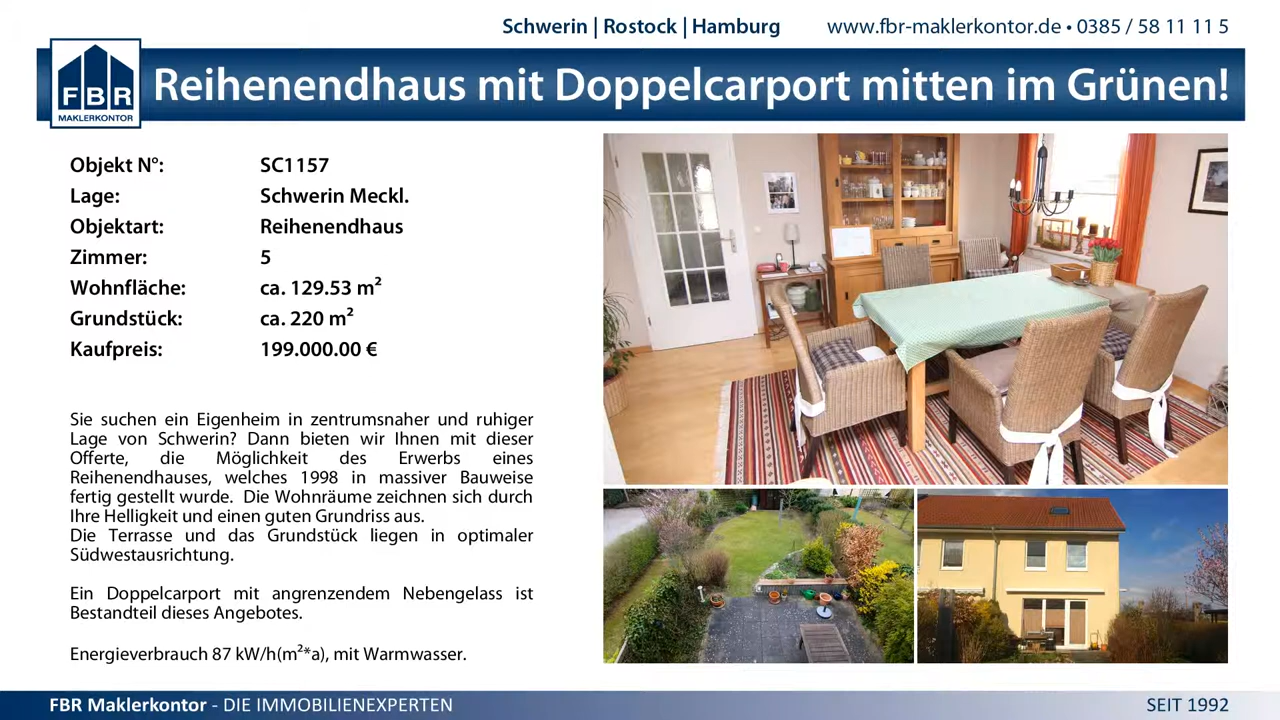 Schwerin | Rostock | Hamburg www.fbr-maklerkontor.de • 0385 / 58 11 11 5
FBR
MAKLERKONTOR
Reihenendhaus mit Doppelcarport mitten im Grünen!
Objekt N°: SC1157
Lage: Schwerin Meckl.
Objektart: Reihenendhaus
Zimmer: 5
Wohnfläche: ca. 129.53 m²
Grundstück: ca. 220 m²
Kaufpreis: 199.000.00 €
Sie suchen ein Eigenheim in zentrumsnaher und ruhiger
Lage von Schwerin? Dann bieten wir Ihnen mit dieser
Offerte, die Möglichkeit des Erwerbs eines
Reihenendhauses, welches 1998 in massiver Bauweise
fertig gestellt wurde. Die Wohnräume zeichnen sich durch
Ihre Helligkeit und einen guten Grundriss aus.
Die Terrasse und das Grundstück liegen in optimaler
Südwestausrichtung.
Ein Doppelcarport mit angrenzendem Nebengelass ist
Bestandteil dieses Angebotes.
Energieverbrauch 87 kW/h(m²*a), mit Warmwasser.
FBR Maklerkontor - DIE IMMOBILIENEXPERTEN SEIT 1992